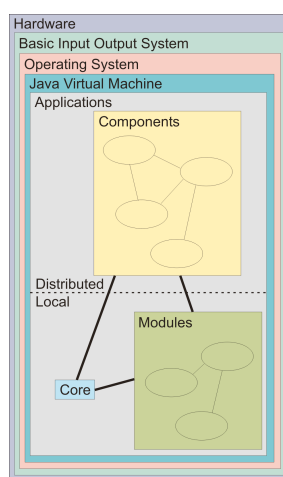 Hardware
Basic Input Output System
Operating System
Java Virtual Machine
Applications
Components
Distributed
Local
Modules
Core